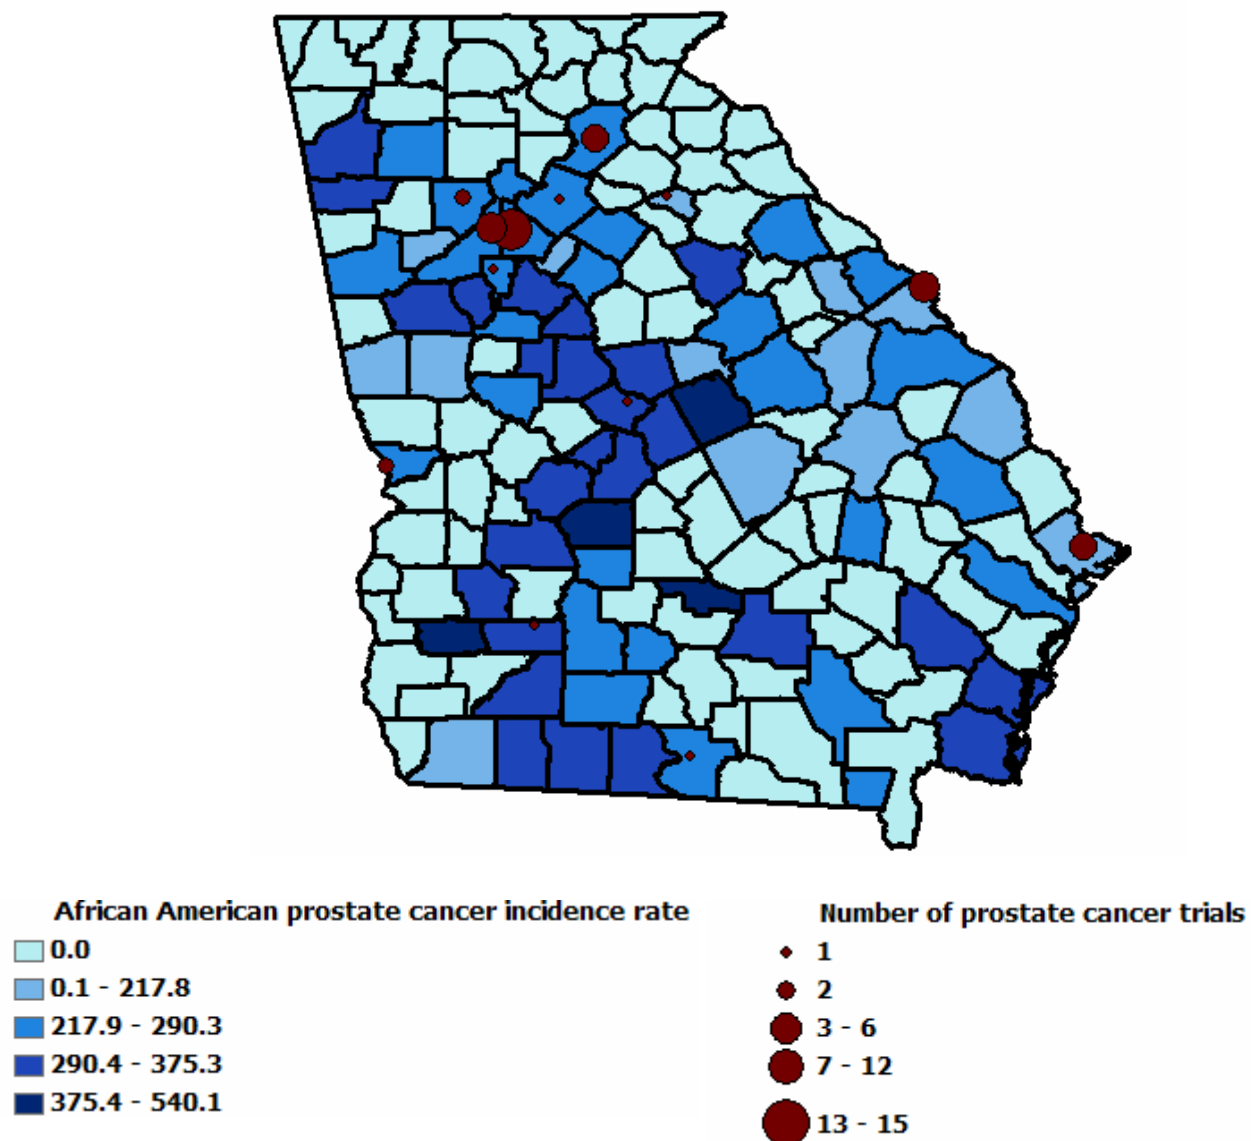 African American prostate cancer incidence rate
0.0
0.1 - 217.8
217.9 - 290.3
290.4 - 375.3
375.4 - 540.1
Number of prostate cancer trials
1
2
3 - 6
7 - 12
13 - 15